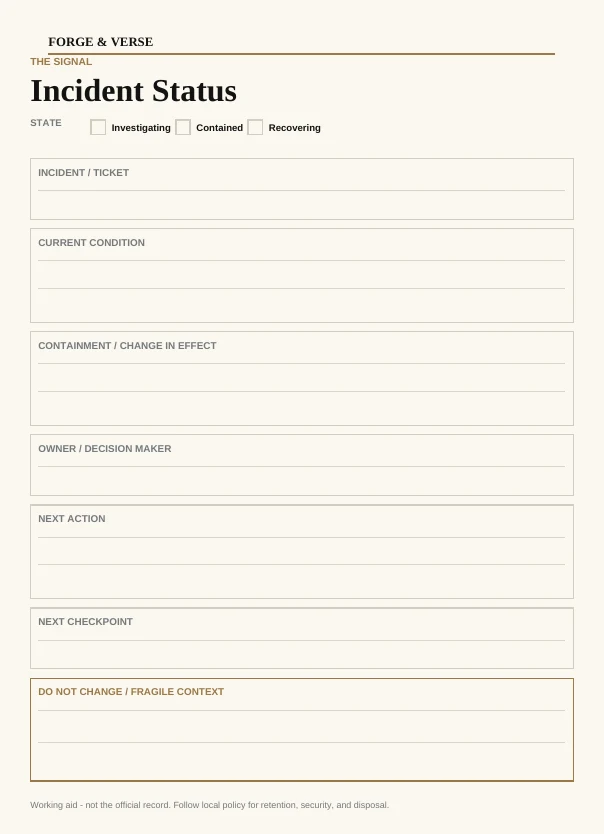 FORGE & VERSE
THE SIGNAL
Incident Status
STATE Investigating Contained Recovering
INCIDENT / TICKET
CURRENT CONDITION
CONTAINMENT / CHANGE IN EFFECT
OWNER / DECISION MAKER
NEXT ACTION
NEXT CHECKPOINT
DO NOT CHANGE / FRAGILE CONTEXT
Working aid - not the official record. Follow local policy for retention, security, and disposal.